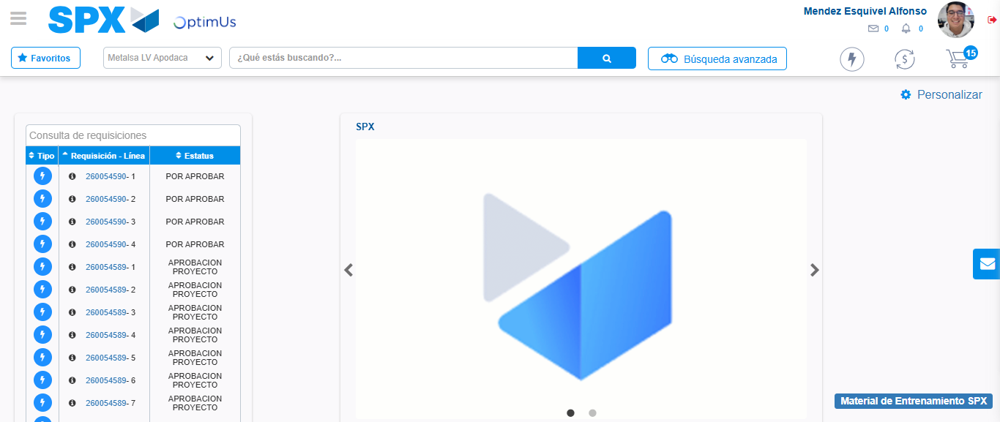 SPX
OptimUs
Mendez Esquivel Alfonso
0 0
Favoritos
Metalsa LV Apodaca
¿Qué estás buscando?...
Búsqueda avanzada
15
Personalizar
Consulta de requisiciones
Tipo Requisición - Línea Estatus
260054590- 1 POR APROBAR
260054590- 2 POR APROBAR
260054590- 3 POR APROBAR
260054590- 4 POR APROBAR
260054589- 1 APROBACION PROYECTO
260054589- 2 APROBACION PROYECTO
260054589- 3 APROBACION PROYECTO
260054589- 4 APROBACION PROYECTO
260054589- 5 APROBACION PROYECTO
260054589- 6 APROBACION PROYECTO
260054589- 7 APROBACION PROYECTO
SPX
Material de Entrenamiento SPX